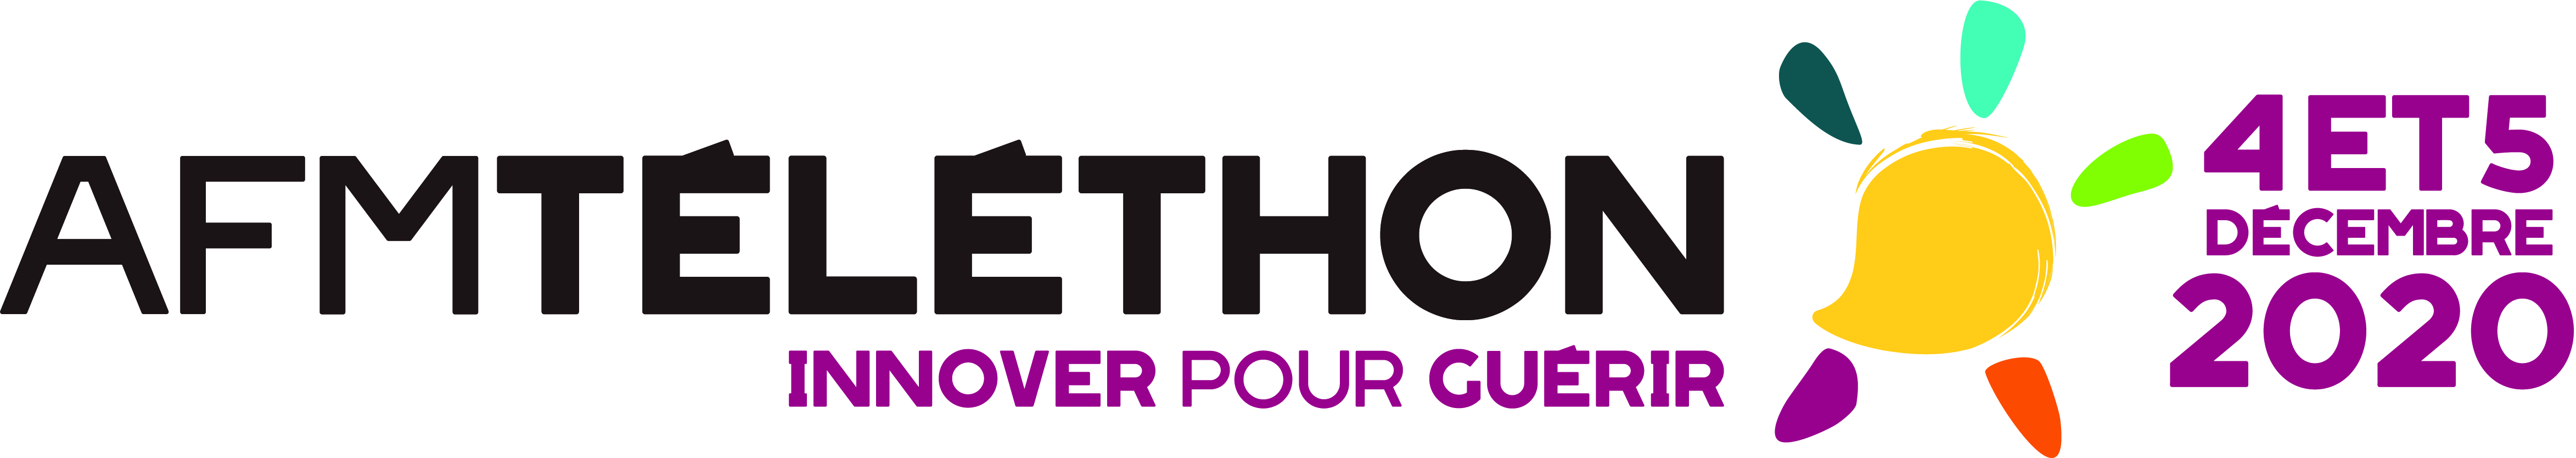 AFMTÉLÉTHON
INNOVER POUR GUÉRIR
4 ET 5
DÉCEMBRE
2020